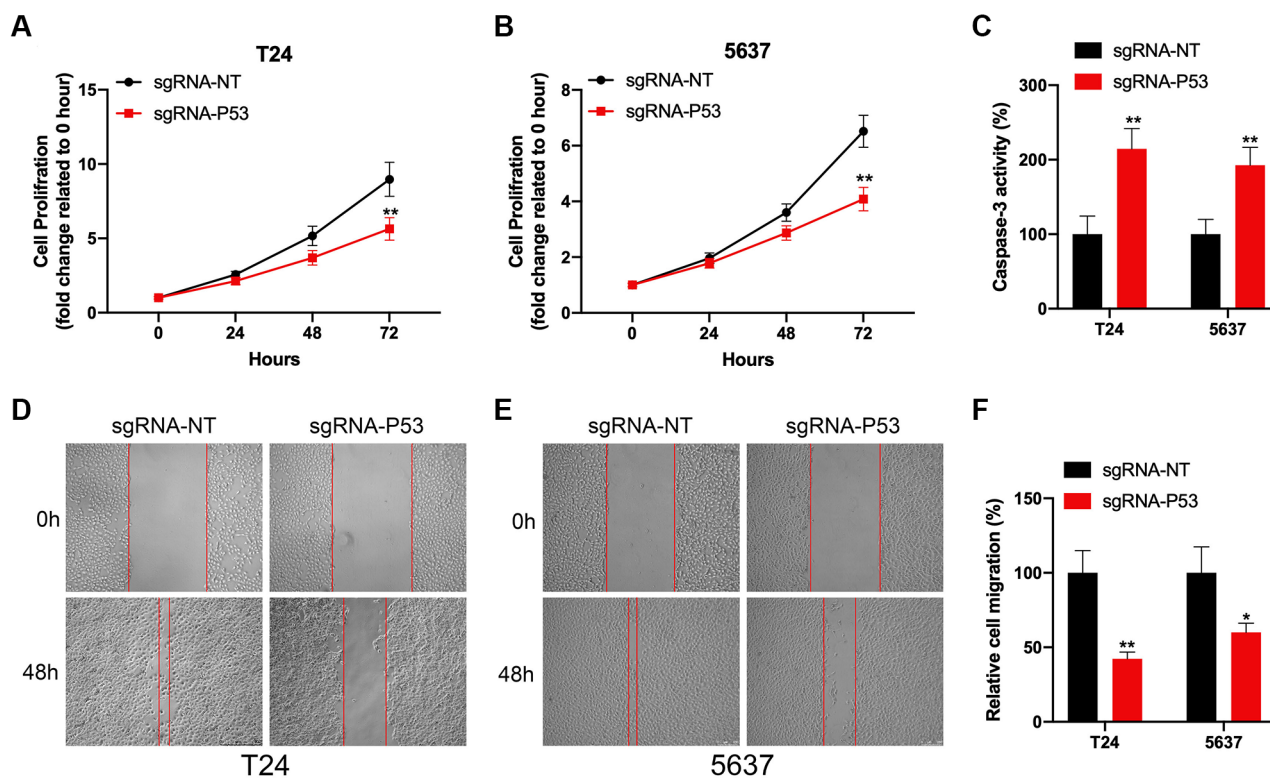 A
T24
sgRNA-NT
sgRNA-P53
Cell Prolifration
(fold change related to 0 hour)
15
10
5
0
0 24 48 72
Hours
B
5637
sgRNA-NT
sgRNA-P53
Cell Prolifration
(fold change related to 0 hour)
8
6
4
2
0
0 24 48 72
Hours
**
**
C
sgRNA-NT
sgRNA-P53
Caspase-3 activity (%)
300
200
100
0
**
**
T24 5637
D
sgRNA-NT sgRNA-P53
0h
48h
T24
E
sgRNA-NT sgRNA-P53
0h
48h
5637
F
sgRNA-NT
sgRNA-P53
Relative cell migration (%)
150
100
50
0
**
*
T24 5637